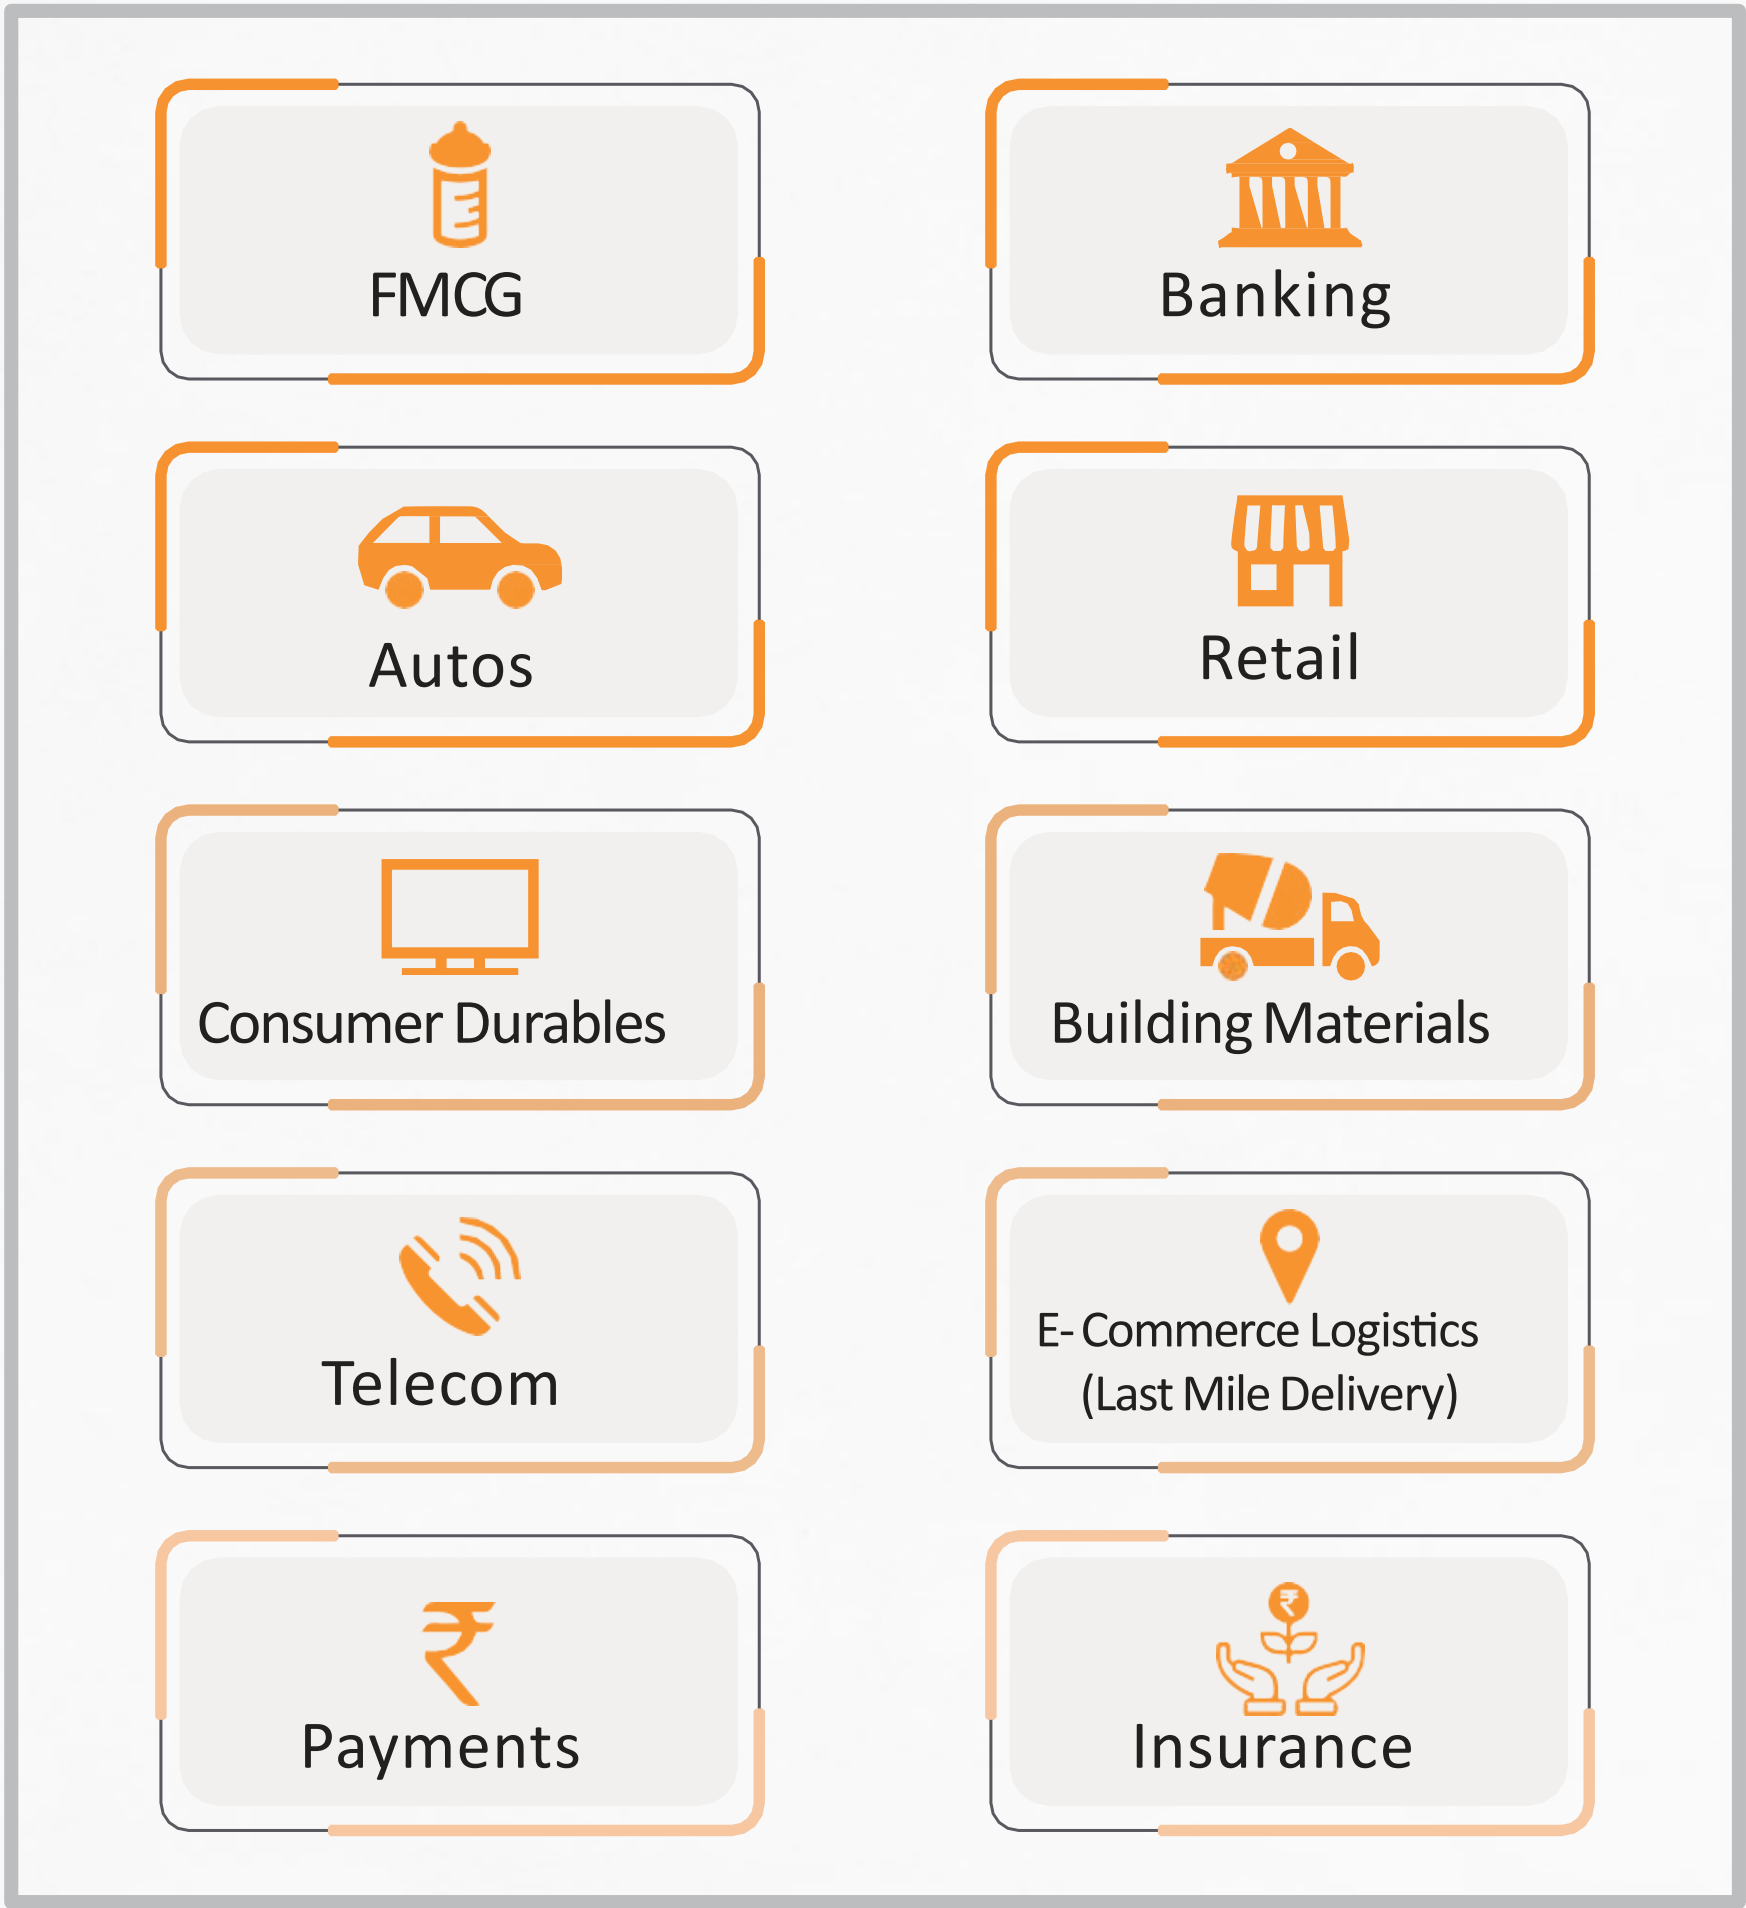 FMCG
Banking
Autos
Retail
Consumer Durables
Building Materials
Telecom
E- Commerce Logistics
(Last Mile Delivery)
₹
Payments
₹
Insurance